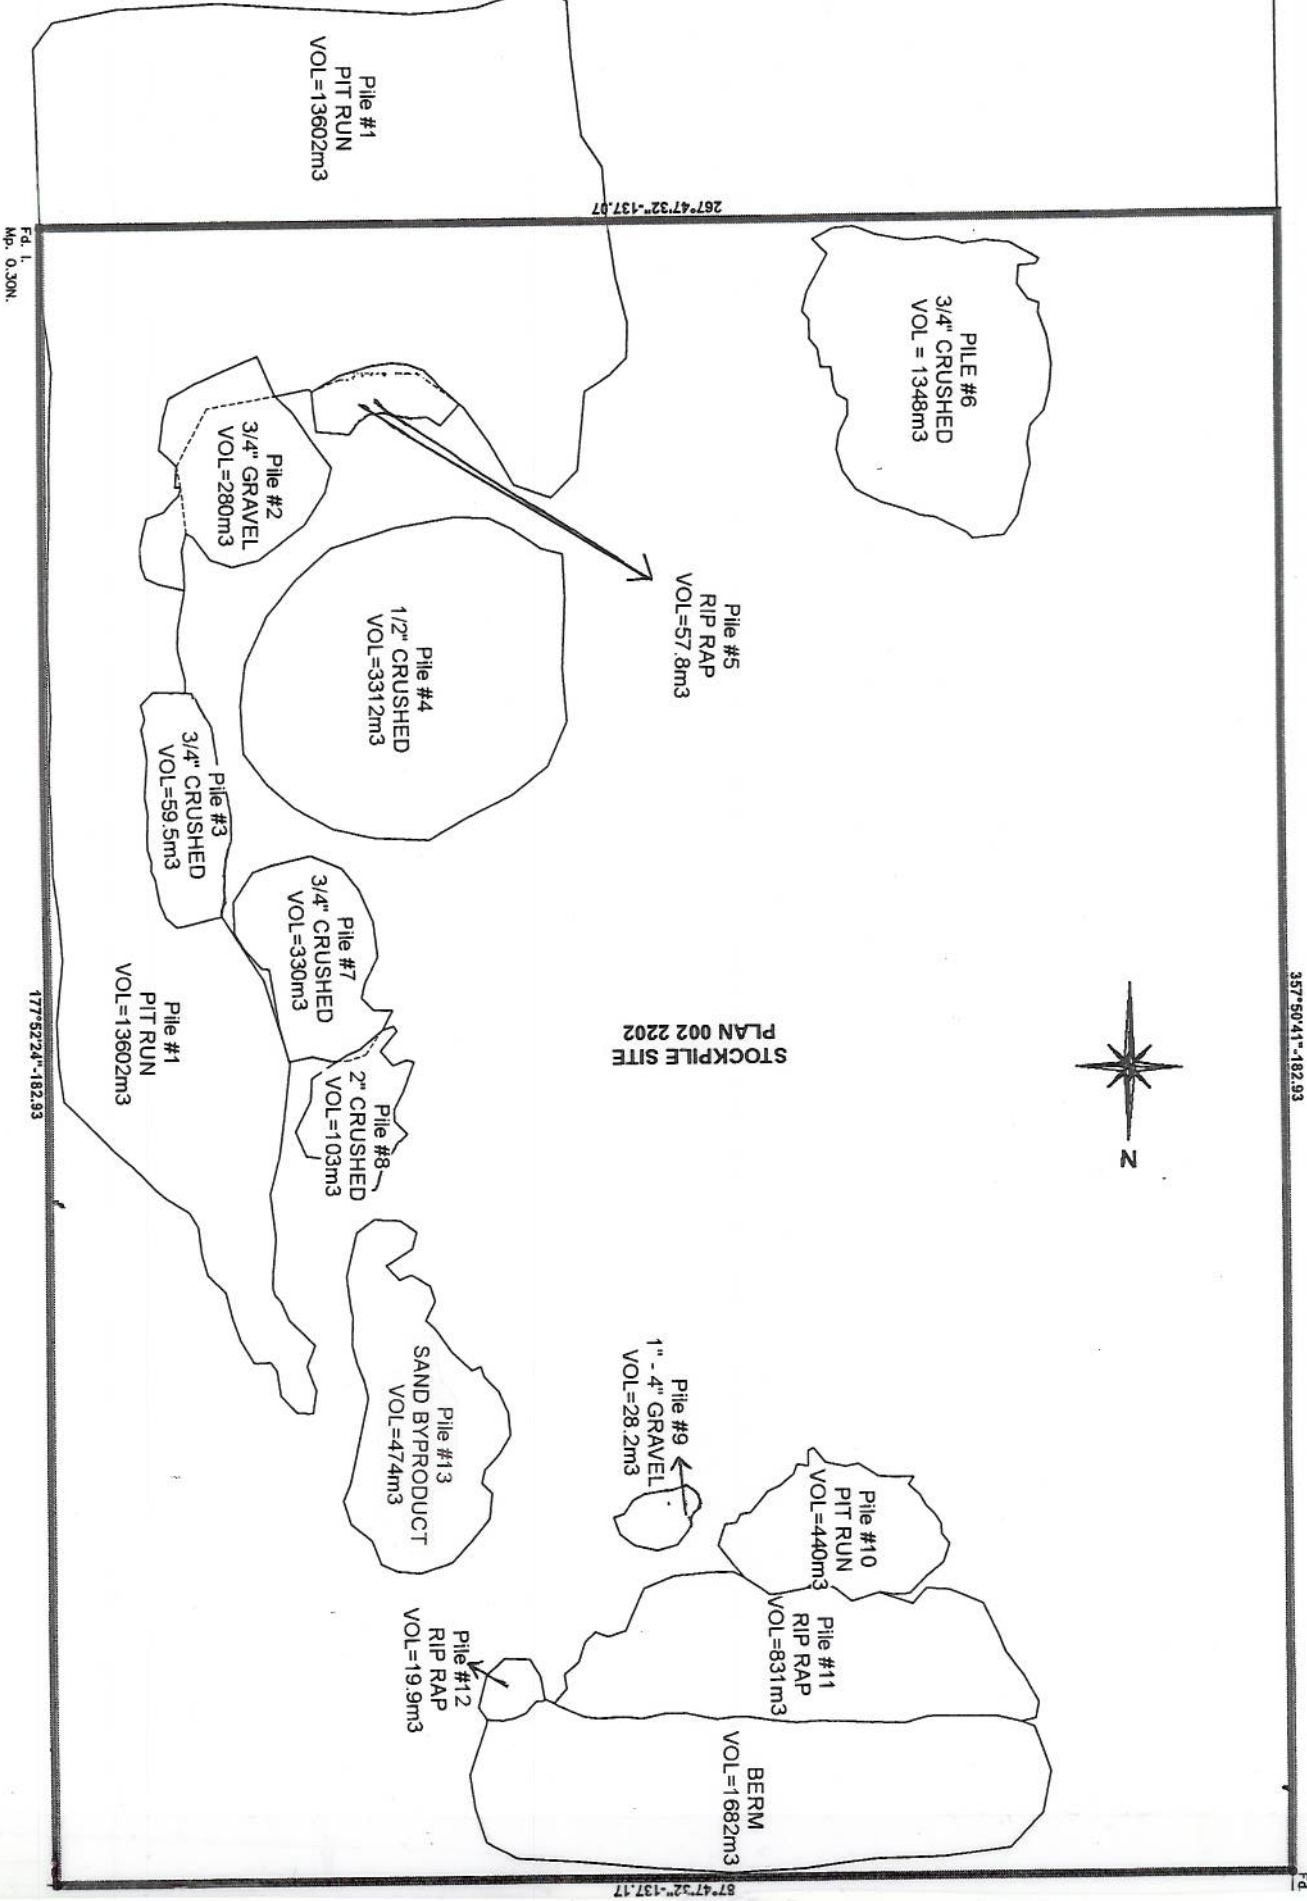 Pile #1
PIT RUN
VOL=13602m3
267°47'32"-137.07
Fd. I.
Mp. 0.30N.
PILE #6
3/4" CRUSHED
VOL = 1348m3
Pile #2
3/4" GRAVEL
VOL=280m3
Pile #5
RIP RAP
VOL=57.8m3
Pile #4
1/2" CRUSHED
VOL=3312m3
Pile #3
3/4" CRUSHED
VOL=59.5m3
Pile #7
3/4" CRUSHED
VOL=330m3
Pile #1
PIT RUN
VOL=13602m3
177°52'24"-182.93
STOCKPILE SITE
PLAN 002 2202
357°50'41"-182.93
N
Pile #8
2" CRUSHED
VOL=103m3
Pile #9
1" - 4" GRAVEL
VOL=28.2m3
Pile #13
SAND BYPRODUCT
VOL=474m3
Pile #10
PIT RUN
VOL=440m3
Pile #11
RIP RAP
VOL=831m3
Pile #12
RIP RAP
VOL=19.9m3
BERM
VOL=1682m3
87°47'32"-137.17
Fd